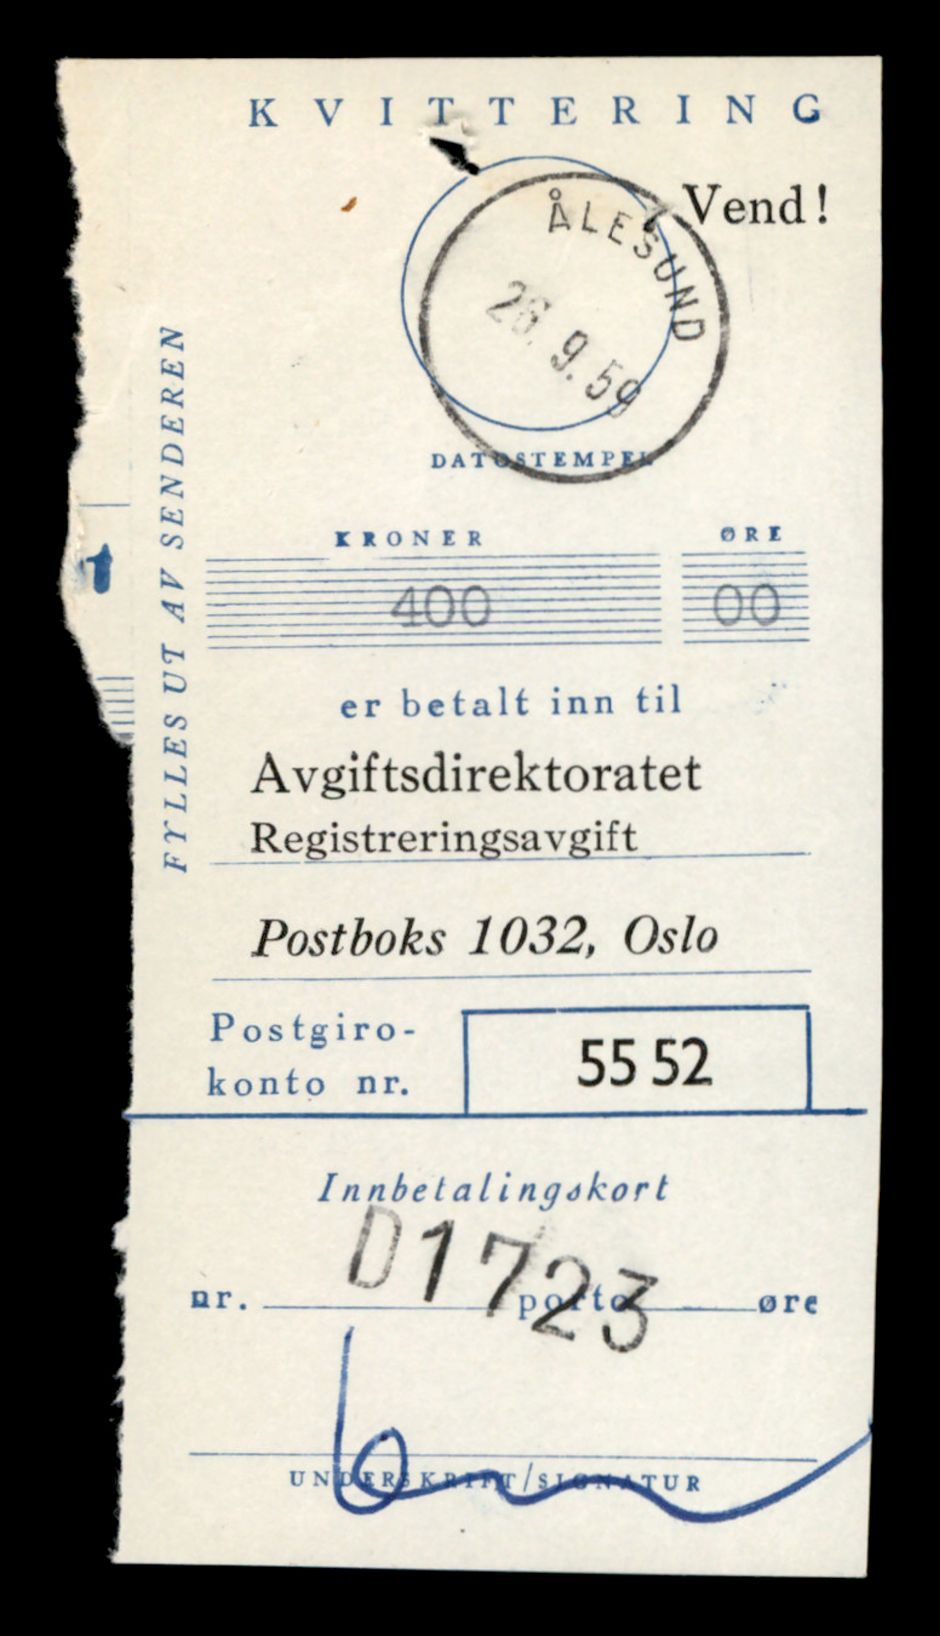 KVITTERING
Vend!
ÅLESUND
26. 9. 59
DATOSTEMPEL
FYLLES UT AV SENDEREN
KRONER ØRE
400 00
er betalt inn til
Avgiftsdirektoratet
Registreringsavgift
Postboks 1032, Oslo
Postgiro-
konto nr. 55 52
Innbetalingskort
D1723
nr. porto øre
UNDERSKRIFT/SIGNATUR